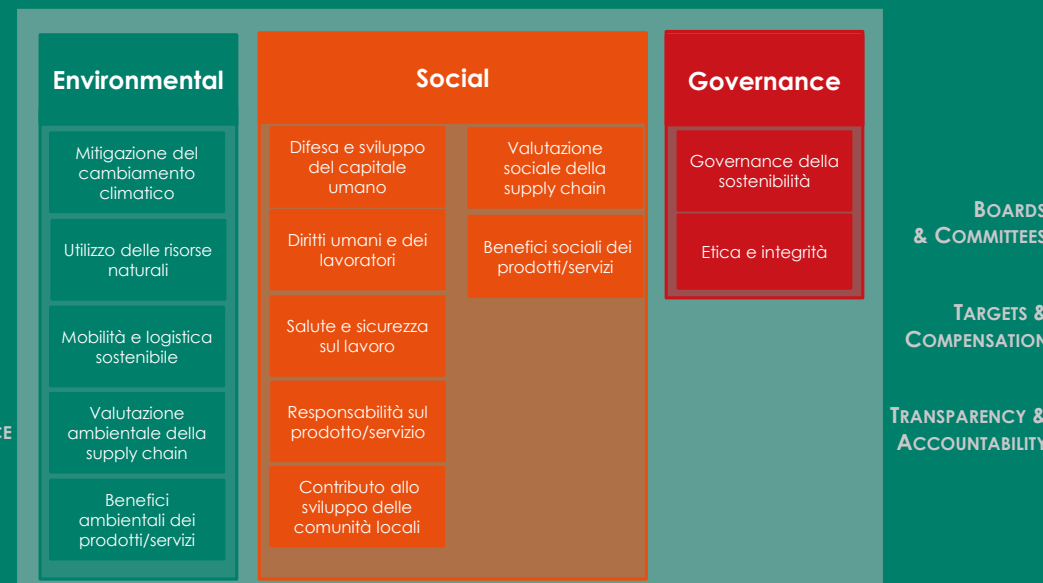 Environmental
Mitigazione del
cambiamento
climatico
Utilizzo delle risorse
naturali
Mobilità e logistica
sostenibile
Valutazione
ambientale della
supply chain
Benefici
ambientali dei
prodotti/servizi
Social
Difesa e sviluppo
del capitale
umano
Diritti umani e dei
lavoratori
Salute e sicurezza
sul lavoro
Responsabilità sul
prodotto/servizio
Contributo allo
sviluppo delle
comunità locali
Valutazione
sociale della
supply chain
Benefici sociali dei
prodotti/servizi
Governance
Governance della
sostenibilità
Etica e integrità
BOARDS
& COMMITTEES
TARGETS &
COMPENSATION
TRANSPARENCY &
ACCOUNTABILITY